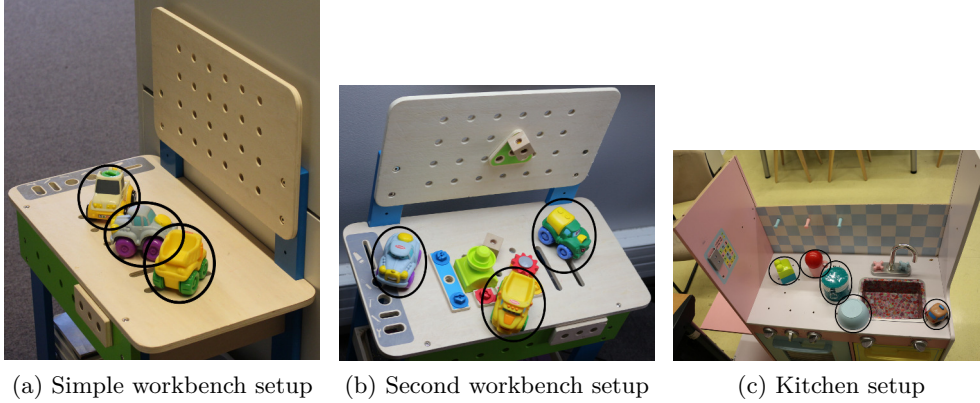 (a) Simple workbench setup
(b) Second workbench setup
(c) Kitchen setup